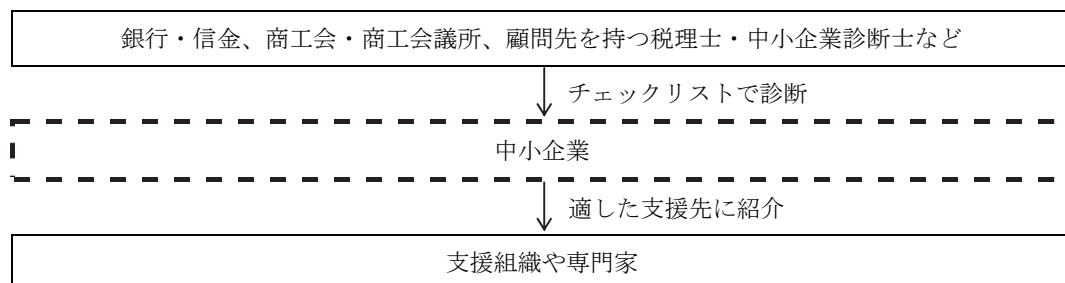 銀行・信金、商工会・商工会議所、顧問先を持つ税理士・中小企業診断士など
チェックリストで診断
中小企業
適した支援先に紹介
支援組織や専門家